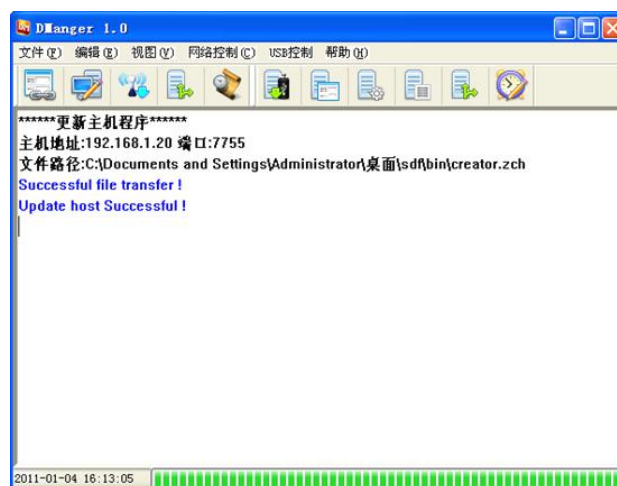 DManger 1.0
文件(F) 编辑(E) 视图(V) 网络控制(C) USB控制 帮助(H)
******更新主机程序******
主机地址:192.168.1.20 端口:7755
文件路径:C:\Documents and Settings\Administrator\桌面\sdf\bin\creator.zch
Successful file transfer !
Update host Successful !
2011-01-04 16:13:05